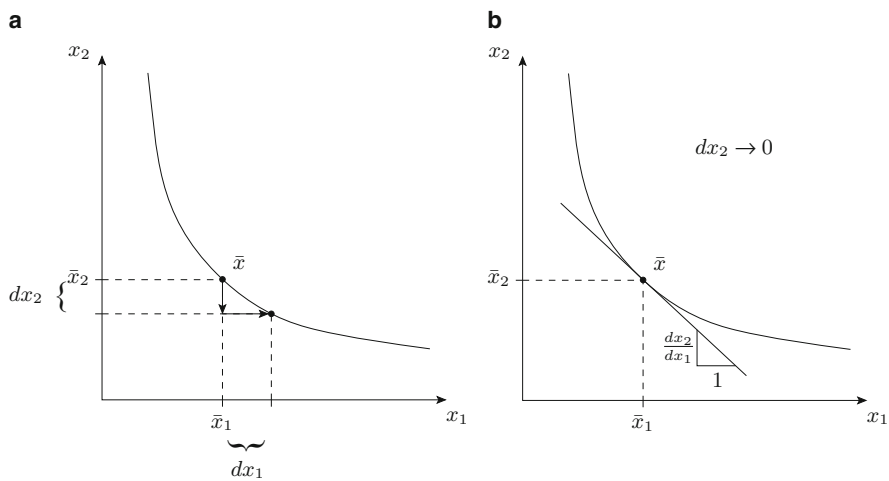 a
x₂
x̄
x̄₂
dx₂ {
x̄₁
x₁
}
dx₁
b
x₂
dx₂ → 0
x̄
x̄₂
dx₂
dx₁
1
x̄₁
x₁